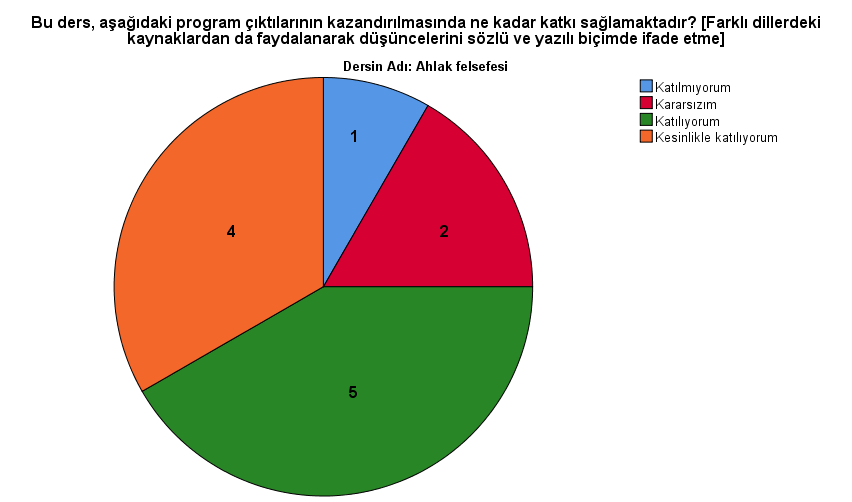 Bu ders, aşağıdaki program çıktılarının kazandırılmasında ne kadar katkı sağlamaktadır? [Farklı dillerdeki
kaynaklardan da faydalanarak düşüncelerini sözlü ve yazılı biçimde ifade etme]
Dersin Adı: Ahlak felsefesi
Katılmıyorum
Kararsızım
Katılıyorum
Kesinlikle katılıyorum
1
2
4
5